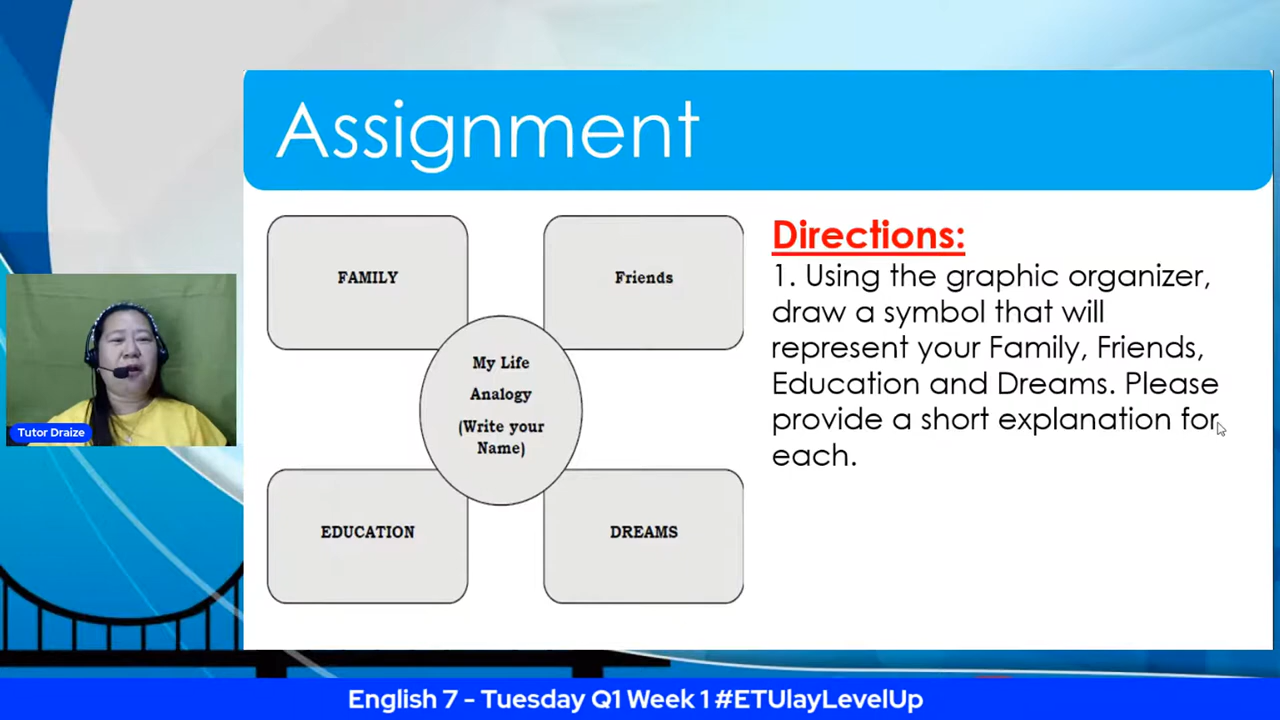 Assignment
FAMILY
Friends
My Life
Analogy
(Write your
Name)
EDUCATION
DREAMS
Directions:
1. Using the graphic organizer,
draw a symbol that will
represent your Family, Friends,
Education and Dreams. Please
provide a short explanation for
each.
Tutor Draize
English 7 - Tuesday Q1 Week 1 #ETUlayLevelUp